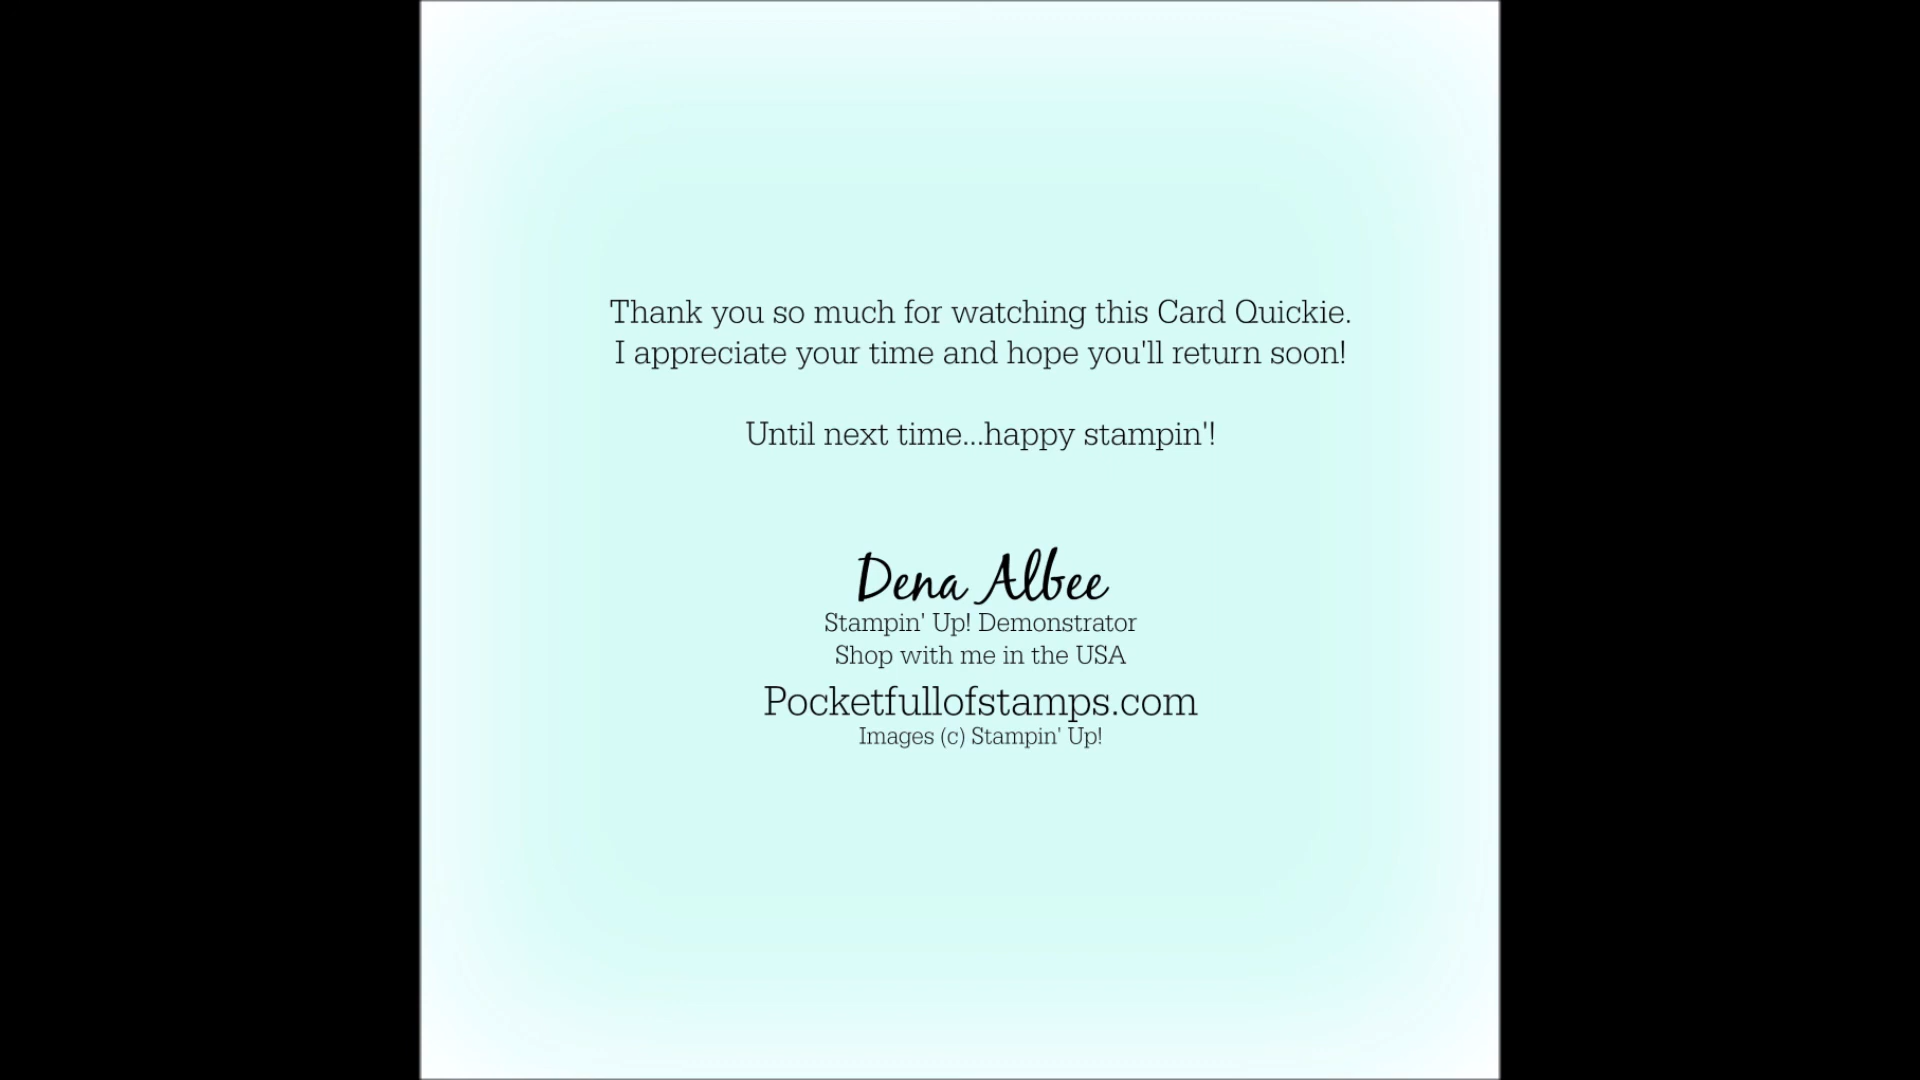 Thank you so much for watching this Card Quickie.
I appreciate your time and hope you'll return soon!
Until next time...happy stampin'!
Dena Albee
Stampin' Up! Demonstrator
Shop with me in the USA
Pocketfullofstamps.com
Images (c) Stampin' Up!